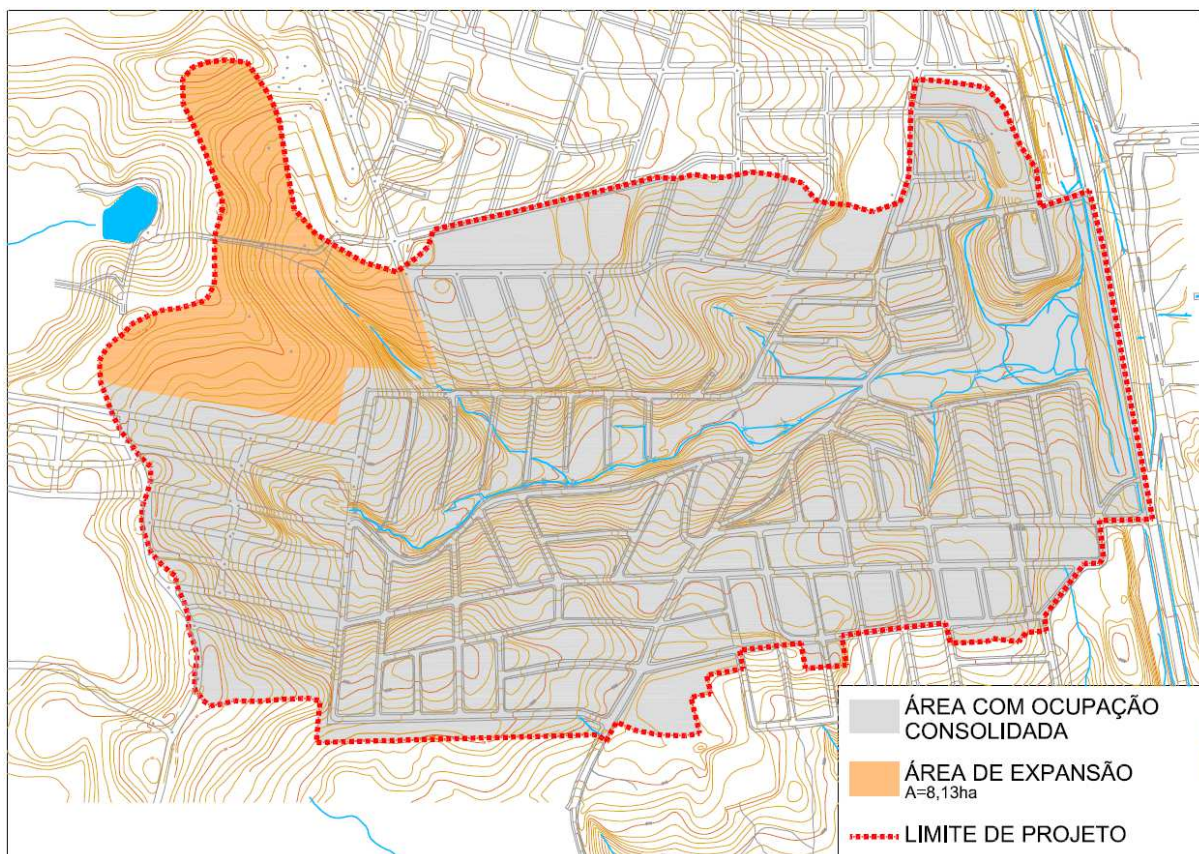 ÁREA COM OCUPAÇÃO
CONSOLIDADA
ÁREA DE EXPANSÃO
A=8,13ha
LIMITE DE PROJETO